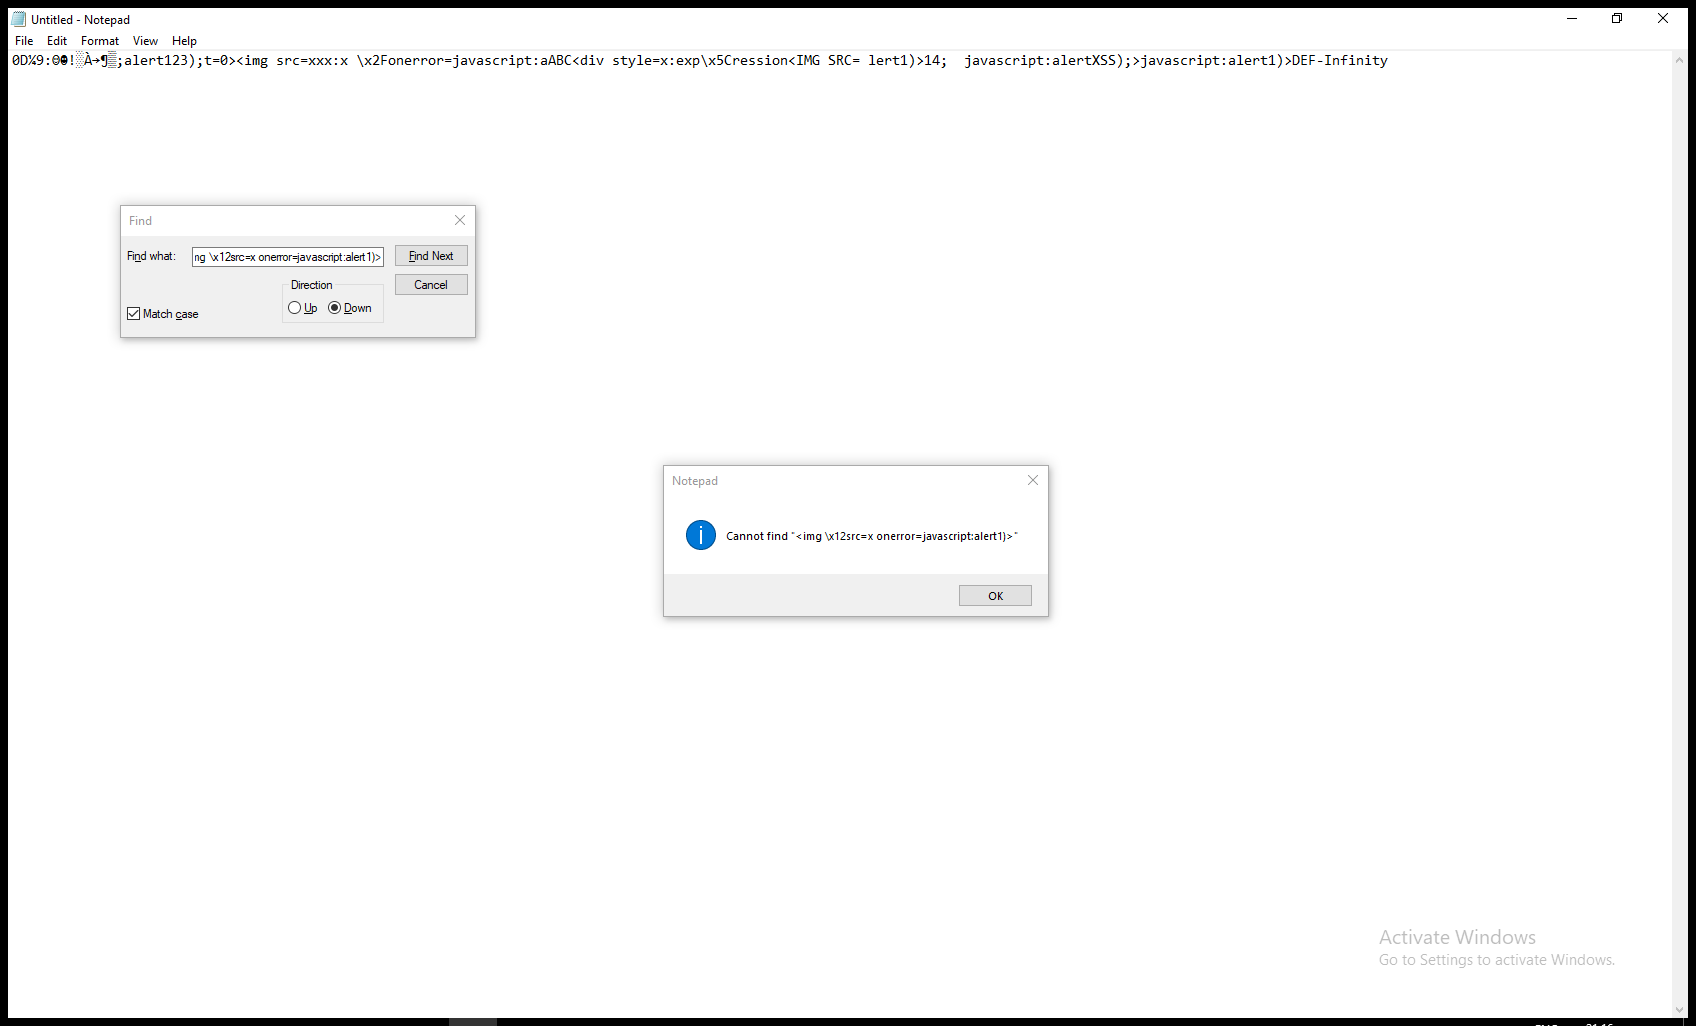 Untitled - Notepad
File Edit Format View Help
;alert123);t=0><img src=xxx:x \x2Fonerror=javascript:aABC<div style=x:exp\x5Cression<IMG SRC= lert1)>14;  javascript:alertXSS);>javascript:alert1)>DEF-Infinity
Find
Find what: ng \x12src=x onerror=javascript:alert1)> Find Next
Direction Cancel
Up Down
Match case
Notepad
Cannot find "<img \x12src=x onerror=javascript:alert1)>"
OK
Activate Windows
Go to Settings to activate Windows.